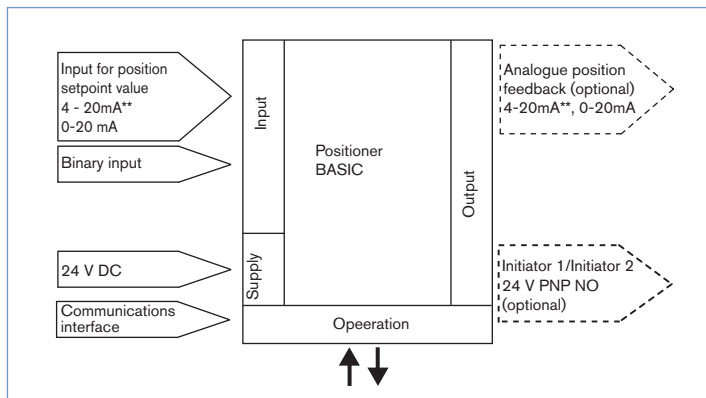 Input for position
setpoint value
4 - 20mA**
0-20 mA
Binary input
24 V DC
Communications
interface
Input
Supply
Positioner
BASIC
Output
Opeeration
Analogue position
feedback (optional)
4-20mA**, 0-20mA
Initiator 1/Initiator 2
24 V PNP NO
(optional)